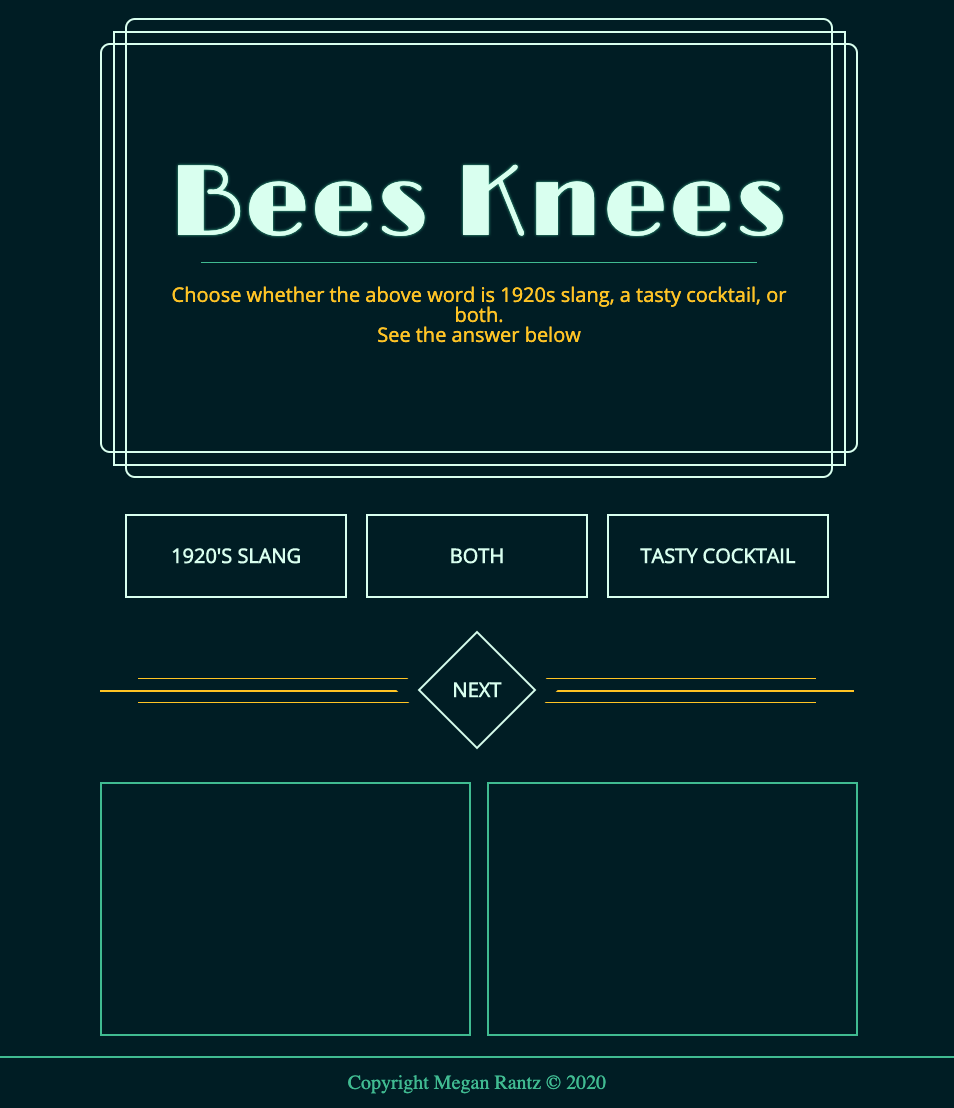 Bees Knees
Choose whether the above word is 1920s slang, a tasty cocktail, or
both.
See the answer below
1920'S SLANG
BOTH
TASTY COCKTAIL
NEXT
Copyright Megan Rantz © 2020